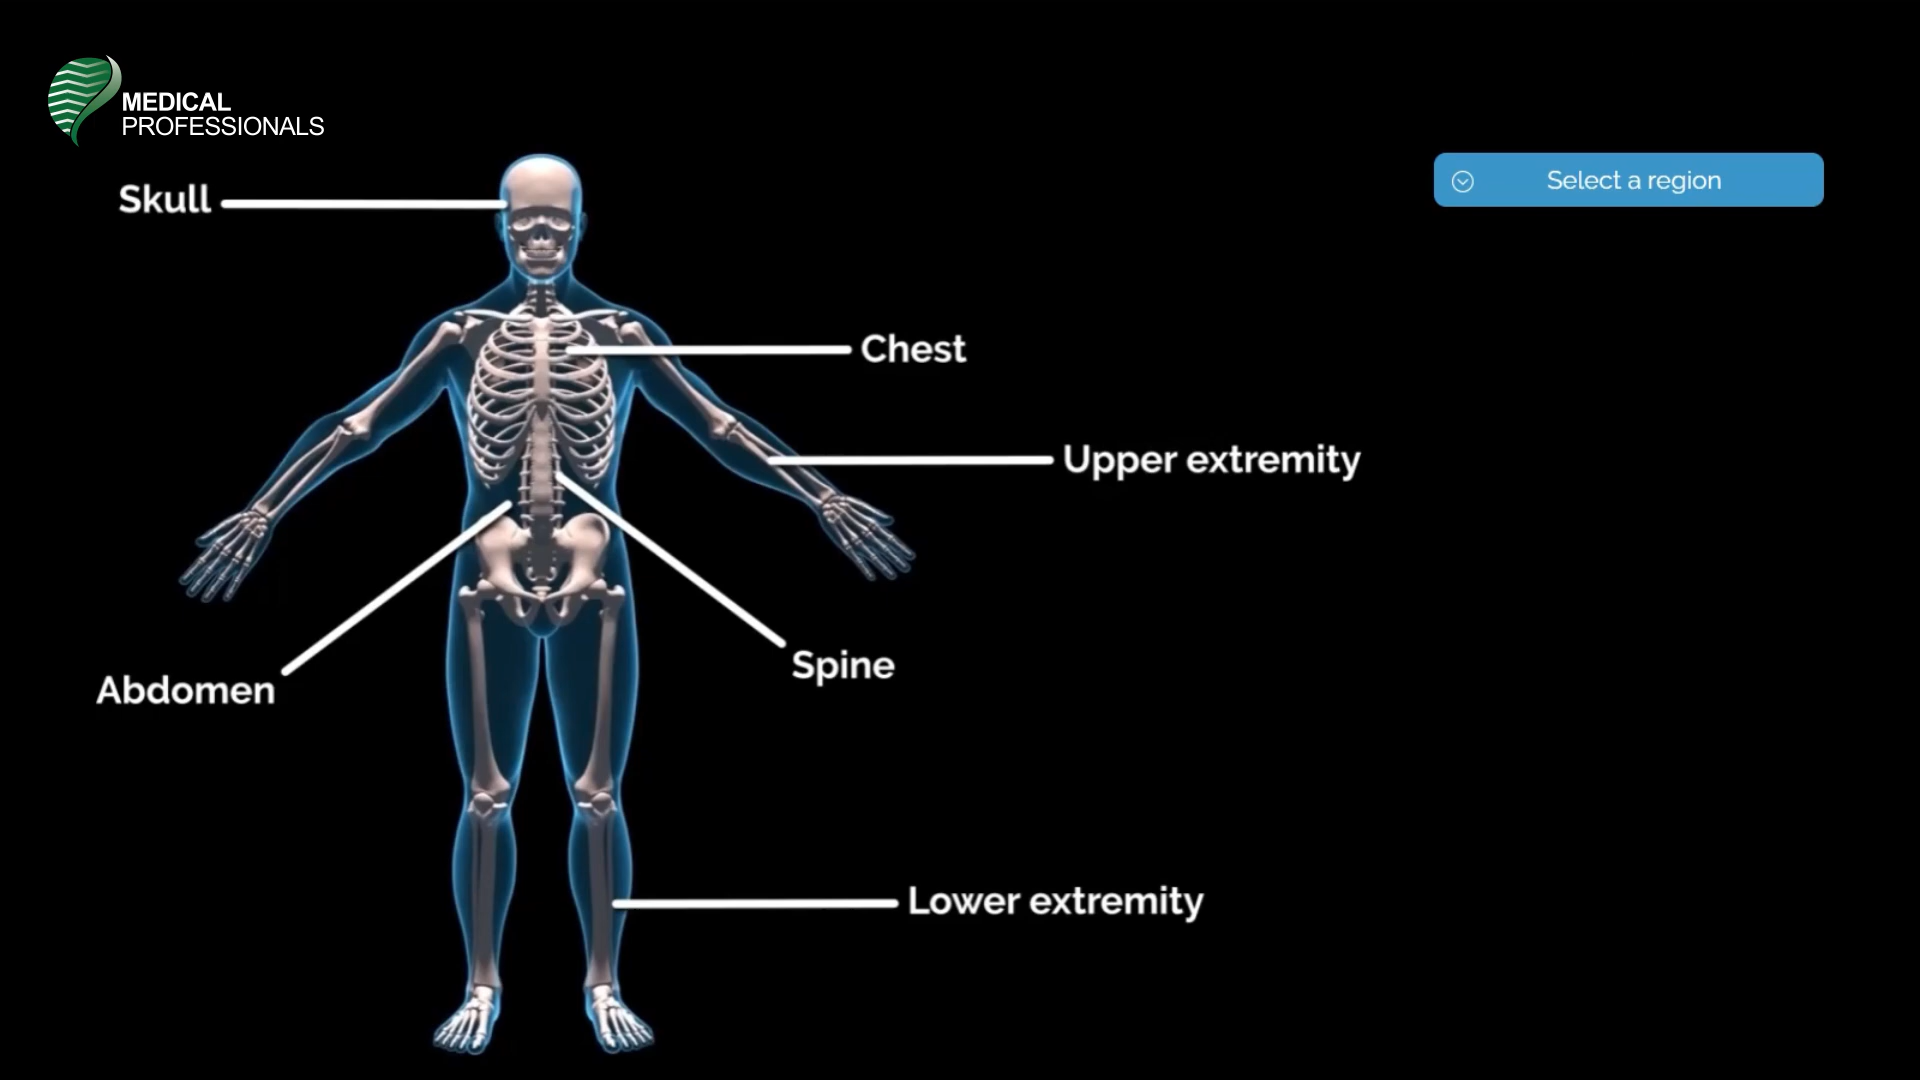 MEDICAL
PROFESSIONALS
Select a region
Skull
Chest
Upper extremity
Spine
Abdomen
Lower extremity